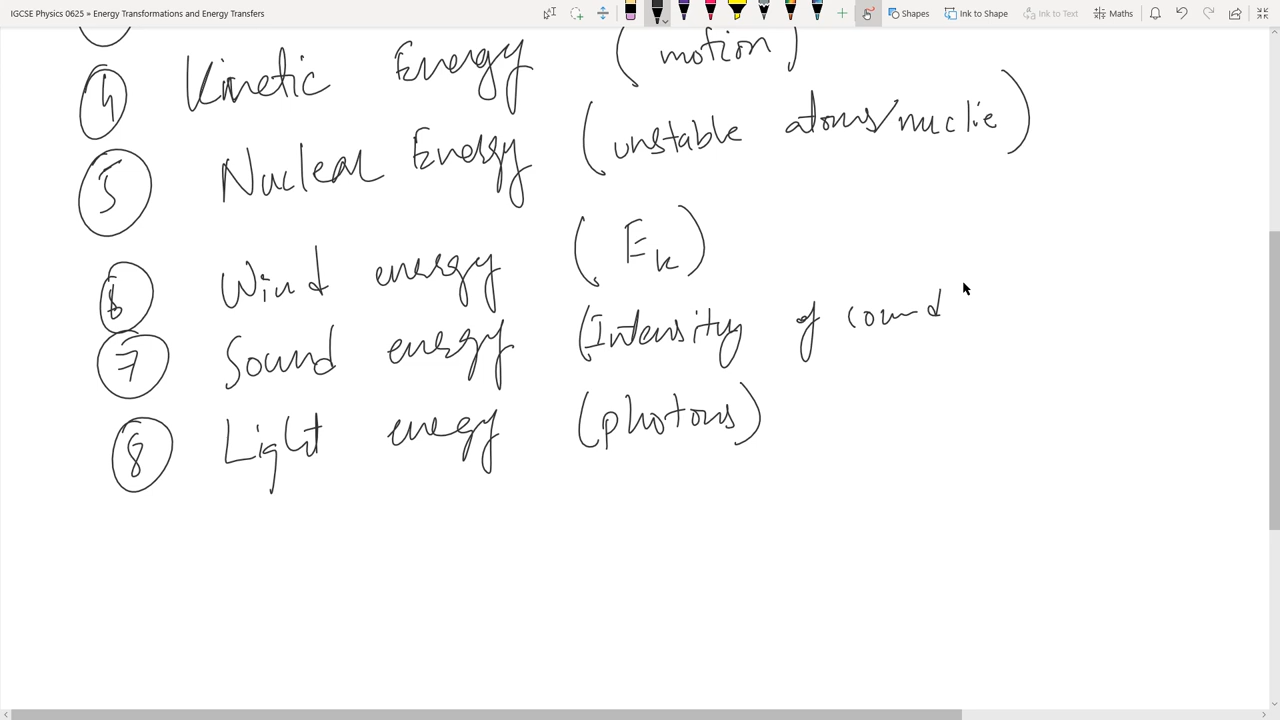 IGCSE Physics 0625 » Energy Transformations and Energy Transfers
Shapes Ink to Shape Ink to Text Maths
4 Kinetic Energy (motion)
5 Nuclear Energy (unstable atoms/nuclie)
6 Wind energy (Ek)
7 Sound energy (Intensity of sound
8 Light energy (photons)